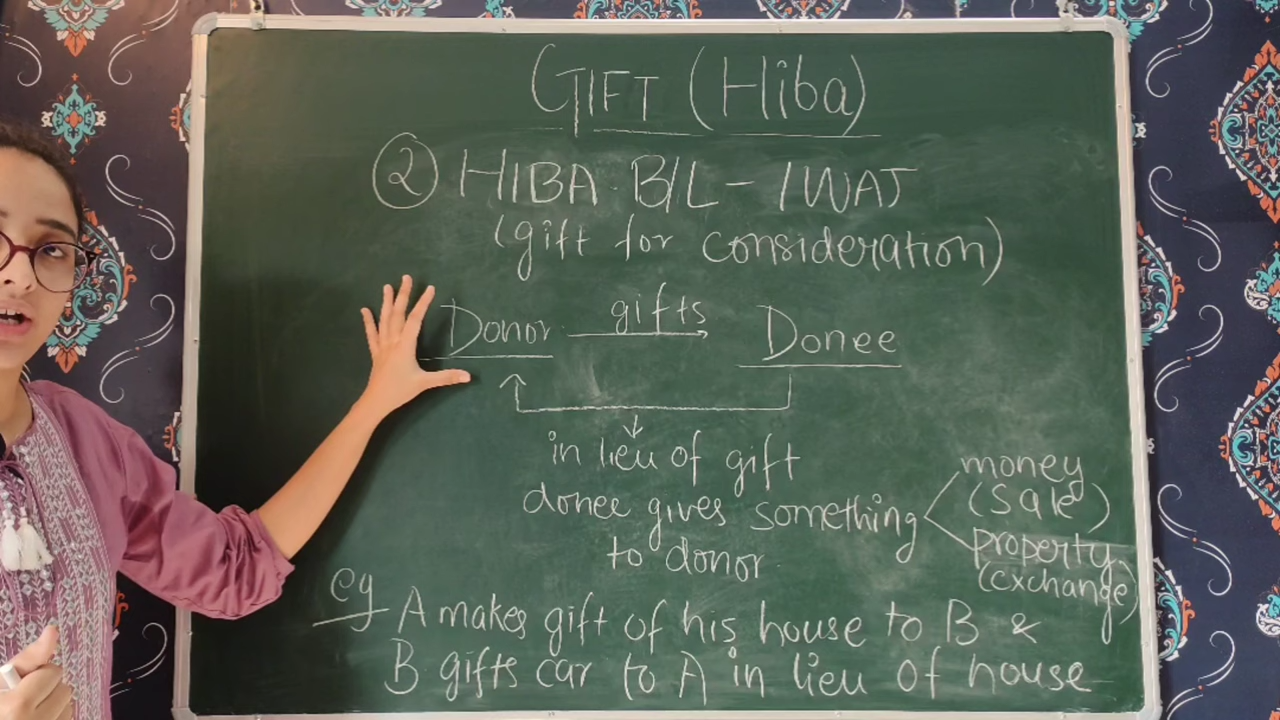 GIFT (Hiba)
② HIBA BIL - IWAJ
(gift for consideration)
Donor gifts Donee
in lieu of gift
donee gives something
to donor.
money
(Sale)
property
(exchange)
eg A makes gift of his house to B &
B gifts car to A in lieu of house